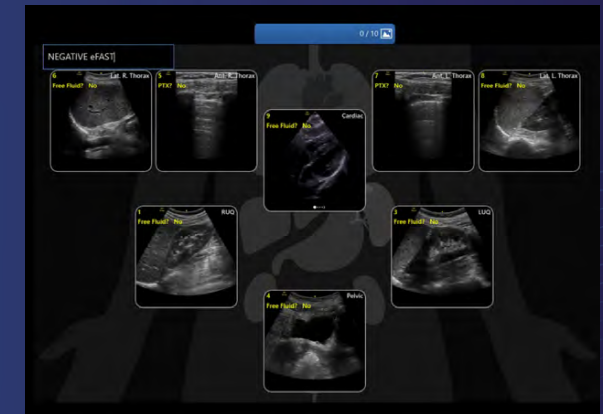 0 / 10
NEGATIVE eFAST
6 Lat. R. Thorax
Free Fluid? No
5 Ant. R. Thorax
PTX? No
7 Ant. L. Thorax
PTX? No
8 Lat. L. Thorax
Free Fluid? No
9 Cardiac
Free Fluid? No
1 RUQ
Free Fluid? No
3 LUQ
Free Fluid? No
4 Pelvic
Free Fluid? No